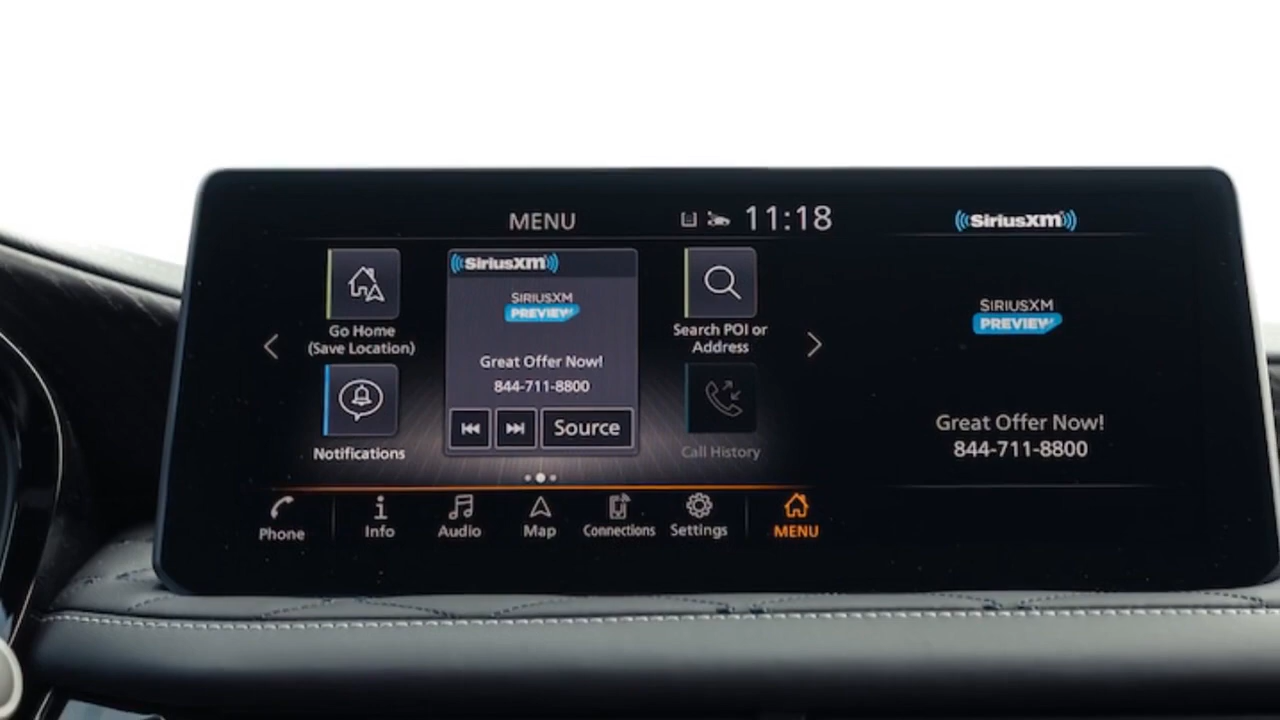 MENU
11:18
SiriusXM
Go Home
(Save Location)
SiriusXM
SIRIUSXM
PREVIEW
Great Offer Now!
844-711-8800
Source
Search POI or
Address
Notifications
Call History
SIRIUSXM
PREVIEW
Great Offer Now!
844-711-8800
Phone
Info
Audio
Map
Connections
Settings
MENU